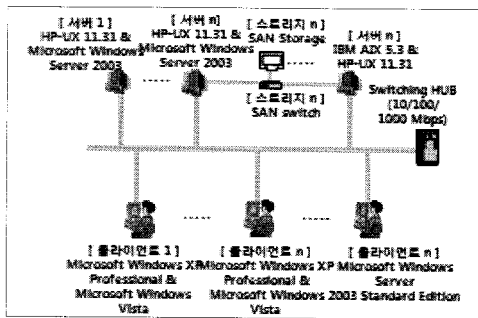 [ 서버 1 ]
HP-UX 11.31 &
Microsoft Windows
Server 2003
[ 서버 n]
HP-UX 11.31 &
Microsoft Windows
Server 2003
[ 스토리지 n]
SAN Storage
[ 스토리지 n ]
SAN switch
[ 서버 n]
IBM AIX 5.3 &
HP-UX 11.31
Switching HUB
(10/100/
1000 Mbps)
[ 클라이언트 1 ]
Microsoft Windows XP
Professional &
Microsoft Windows
Vista
[ 클라이언트 n ]
Microsoft Windows XP
Professional &
Microsoft Windows
Vista
[ 클라이언트 n ]
Microsoft Windows
Server
2003 Standard Edition